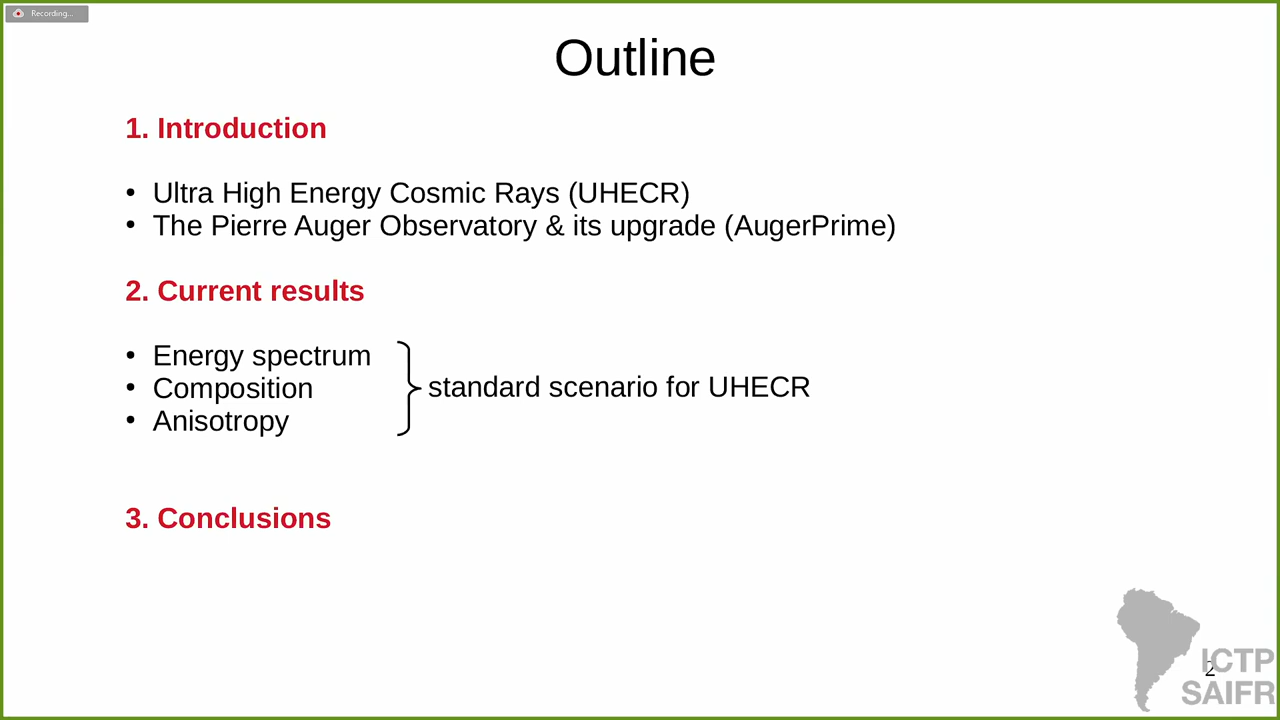 Recording...
Outline
1. Introduction
• Ultra High Energy Cosmic Rays (UHECR)
• The Pierre Auger Observatory & its upgrade (AugerPrime)
2. Current results
• Energy spectrum
• Composition
• Anisotropy
standard scenario for UHECR
3. Conclusions
2
ICTP
SAIFR